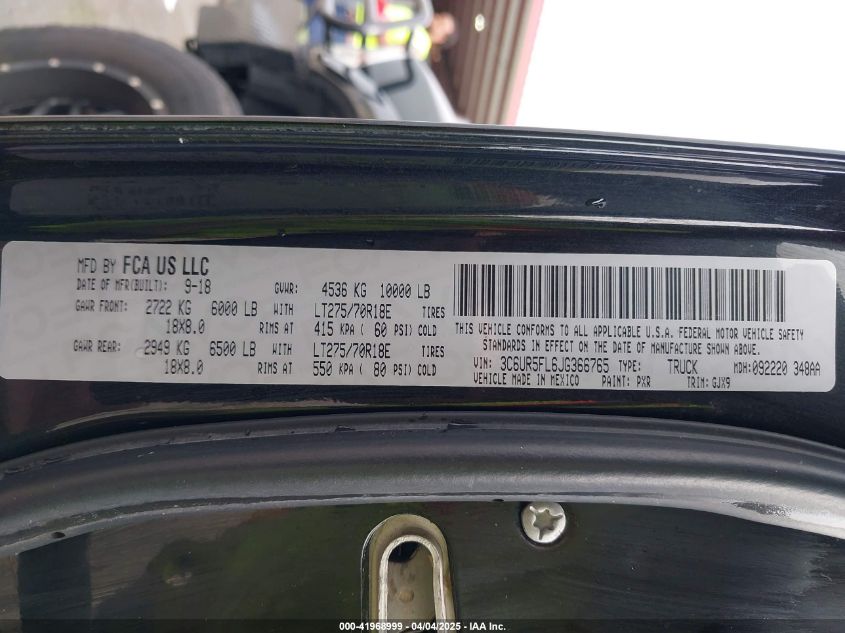 MFD BY FCA US LLC
DATE OF MFR(BUILT): 9-18 GVWR: 4536 KG 10000 LB
GAWR FRONT: 2722 KG 6000 LB WITH LT275/70R18E TIRES
18X8.0 RIMS AT 415 KPA ( 60 PSI) COLD
GAWR REAR: 2949 KG 6500 LB WITH LT275/70R18E TIRES
18X8.0 RIMS AT 550 KPA ( 80 PSI) COLD
THIS VEHICLE CONFORMS TO ALL APPLICABLE U.S.A. FEDERAL MOTOR VEHICLE SAFETY
STANDARDS IN EFFECT ON THE DATE OF MANUFACTURE SHOWN ABOVE.
VIN: 3C6UR5FL6JG366765 TYPE: TRUCK MDH: 092220 348AA
VEHICLE MADE IN MEXICO PAINT: PXR TRIM: GJX9
000-41968999 - 04/04/2025 - IAA Inc.